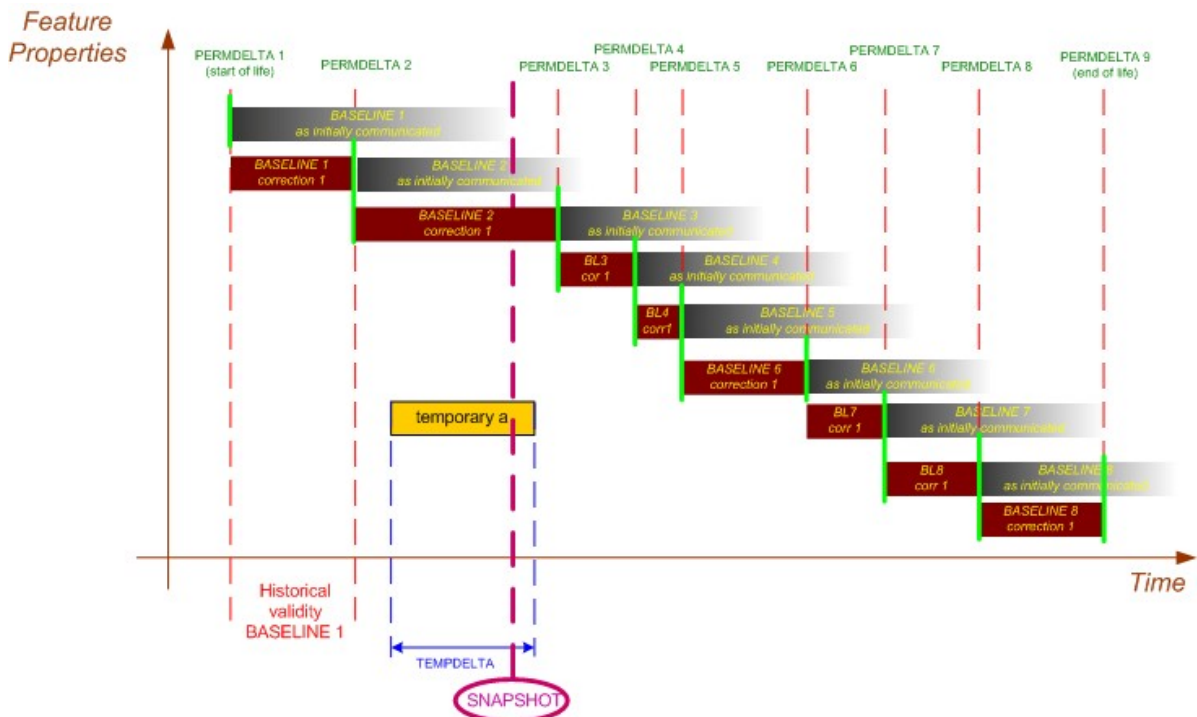 Feature
Properties
PERMDELTA 1
(start of life)
PERMDELTA 2
PERMDELTA 3
PERMDELTA 4
PERMDELTA 5
PERMDELTA 6
PERMDELTA 7
PERMDELTA 8
PERMDELTA 9
(end of life)
BASELINE 1
as initially communicated
BASELINE 1
correction 1
BASELINE 2
as initially communicated
BASELINE 2
correction 1
BASELINE 3
as initially communicated
BL3
cor 1
BASELINE 4
as initially communicated
BL4
corr1
BASELINE 5
as initially communicated
BASELINE 6
correction 1
BASELINE 6
as initially communicated
temporary a
BL7
corr 1
BASELINE 7
as initially communicated
BL8
corr 1
BASELINE 8
as initially communicated
BASELINE 8
correction 1
Time
Historical
validity
BASELINE 1
TEMPDELTA
SNAPSHOT